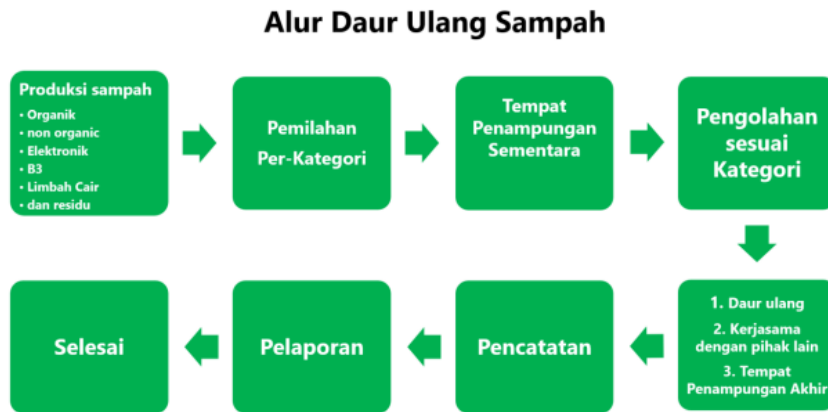 Alur Daur Ulang Sampah
Produksi sampah
• Organik
• non organic
• Elektronik
• B3
• Limbah Cair
• dan residu
Pemilahan
Per-Kategori
Tempat
Penampungan
Sementara
Pengolahan
sesuai
Kategori
1. Daur ulang
2. Kerjasama
dengan pihak lain
3. Tempat
Penampungan Akhir
Pencatatan
Pelaporan
Selesai